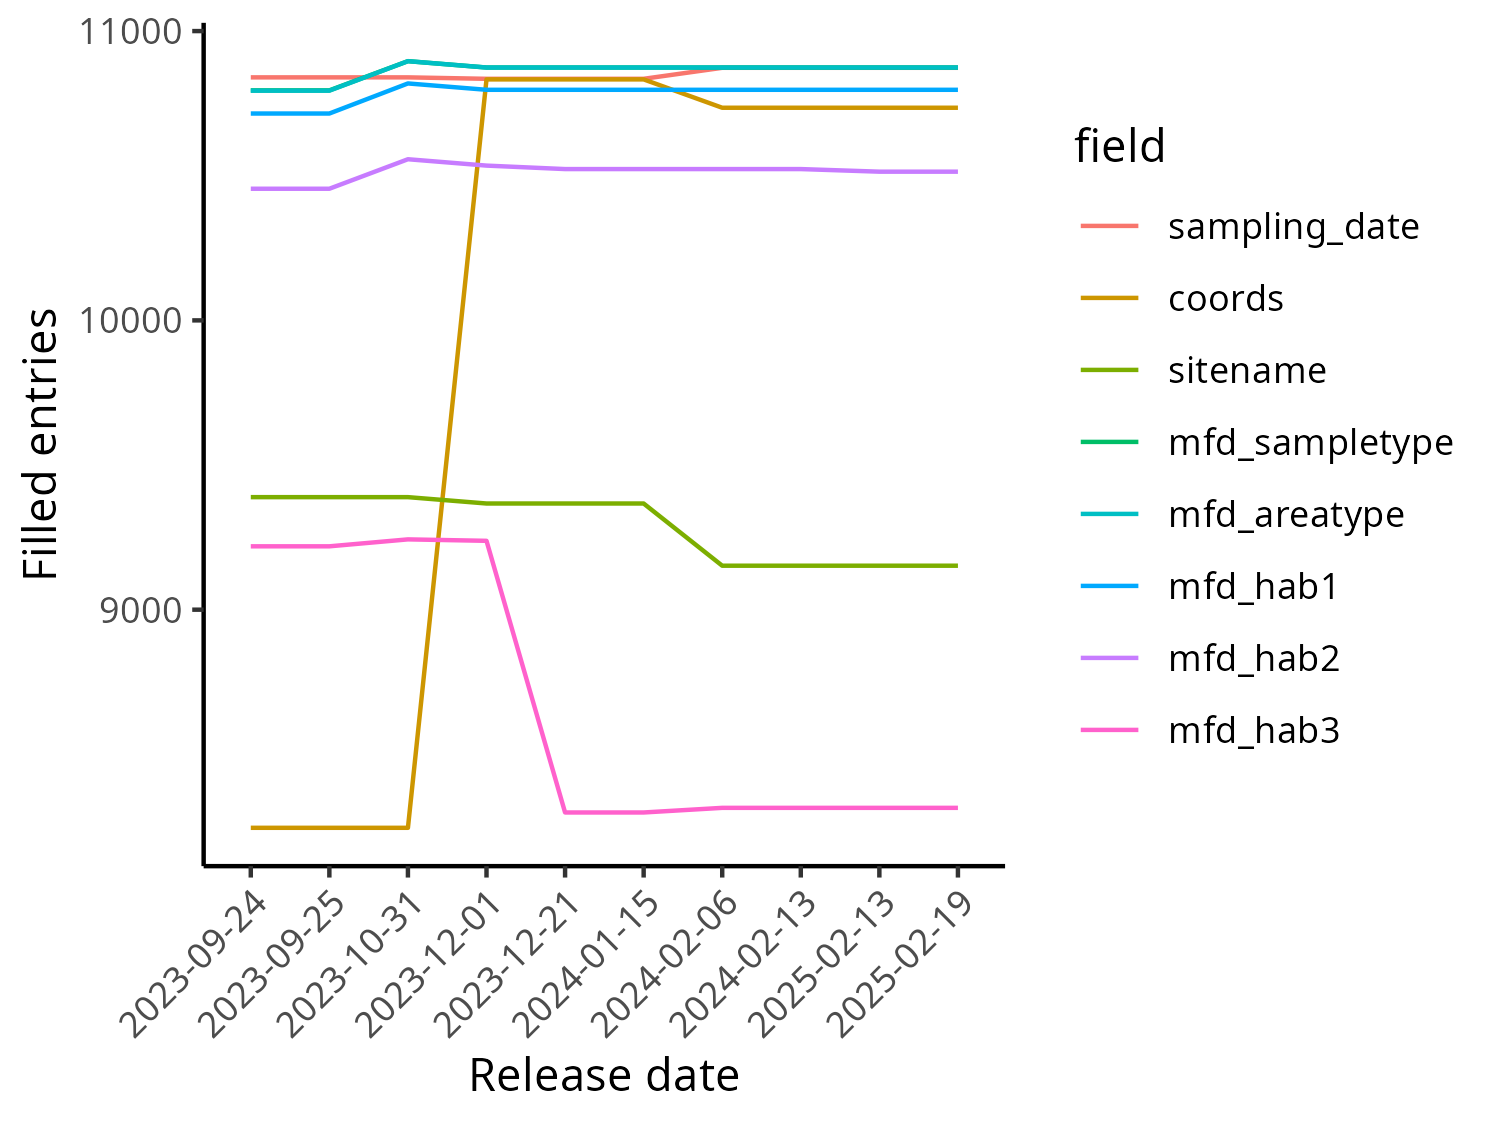 11000
10000
9000
Filled entries
2023-09-24
2023-09-25
2023-10-31
2023-12-01
2023-12-21
2024-01-15
2024-02-06
2024-02-13
2025-02-13
2025-02-19
Release date
field
sampling_date
coords
sitename
mfd_sampletype
mfd_areatype
mfd_hab1
mfd_hab2
mfd_hab3